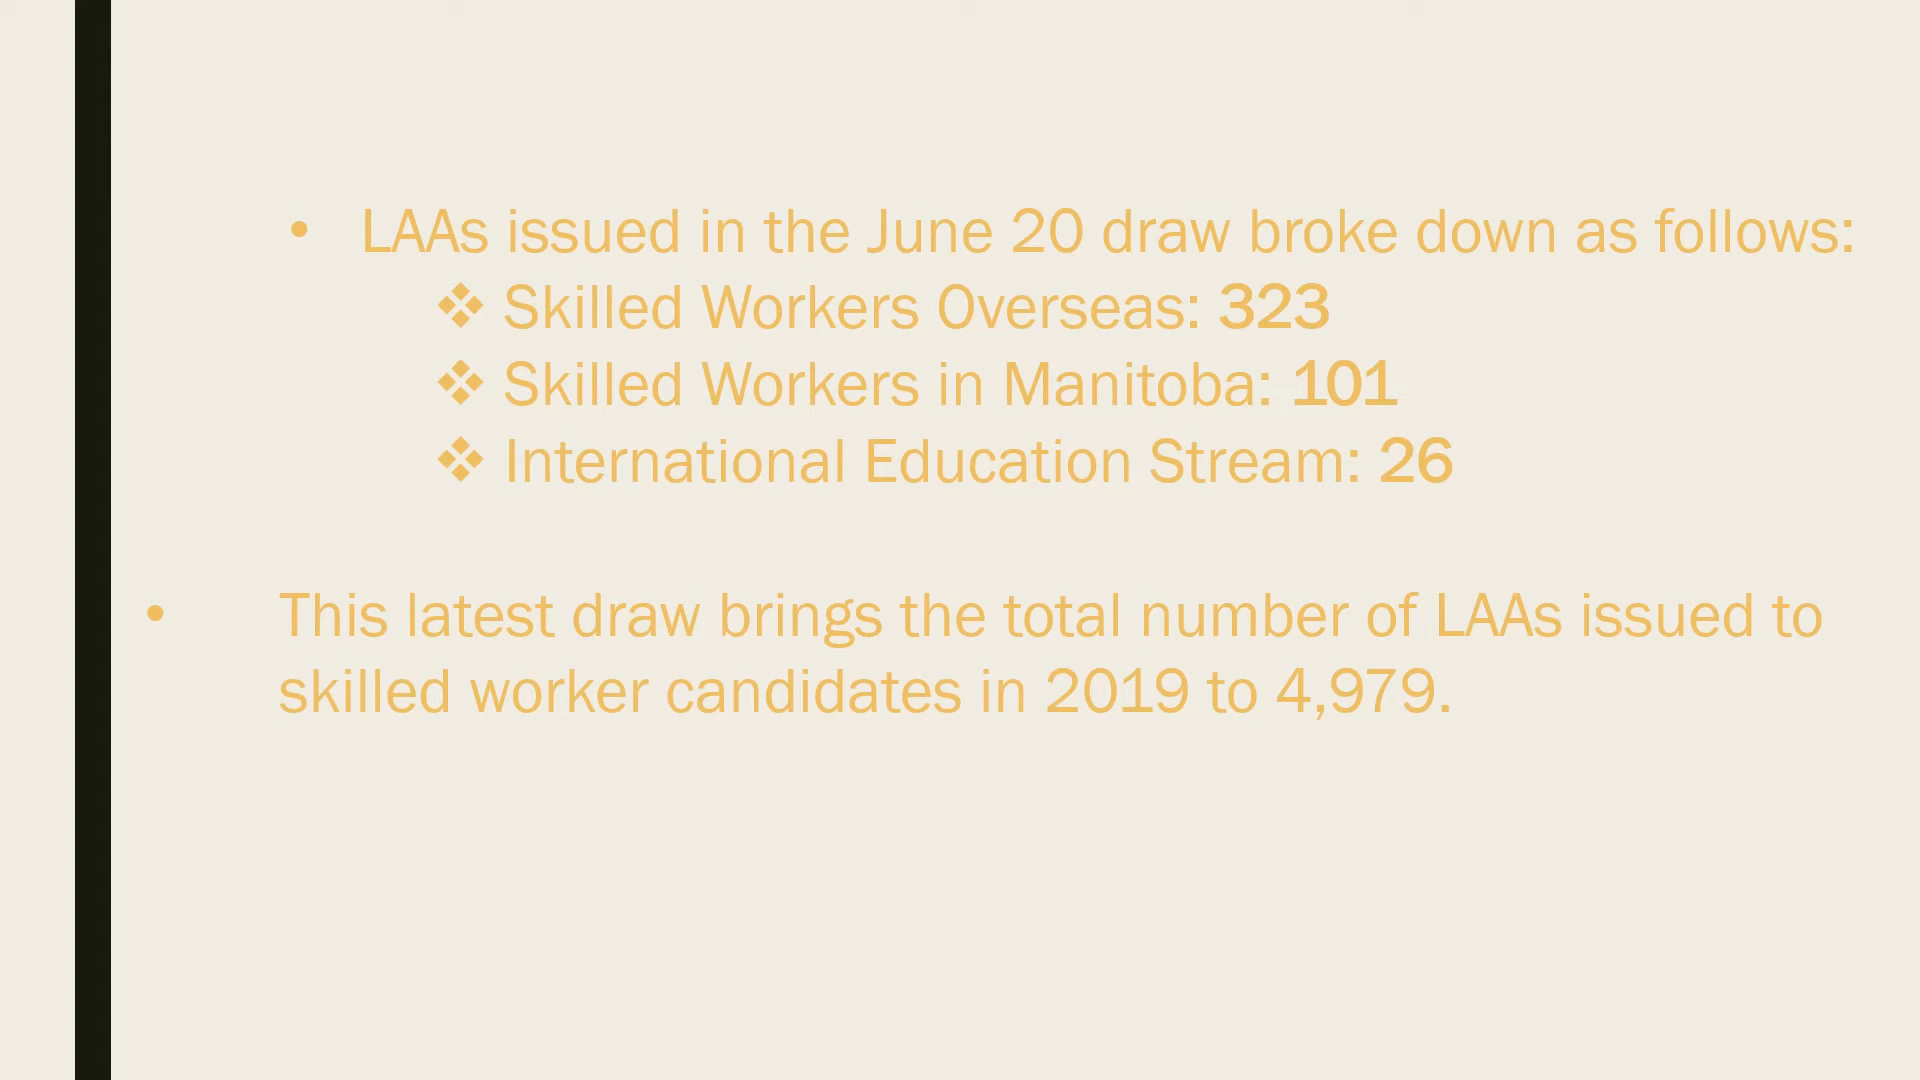 • LAAs issued in the June 20 draw broke down as follows:
❖ Skilled Workers Overseas: 323
❖ Skilled Workers in Manitoba: 101
❖ International Education Stream: 26
• This latest draw brings the total number of LAAs issued to
skilled worker candidates in 2019 to 4,979.